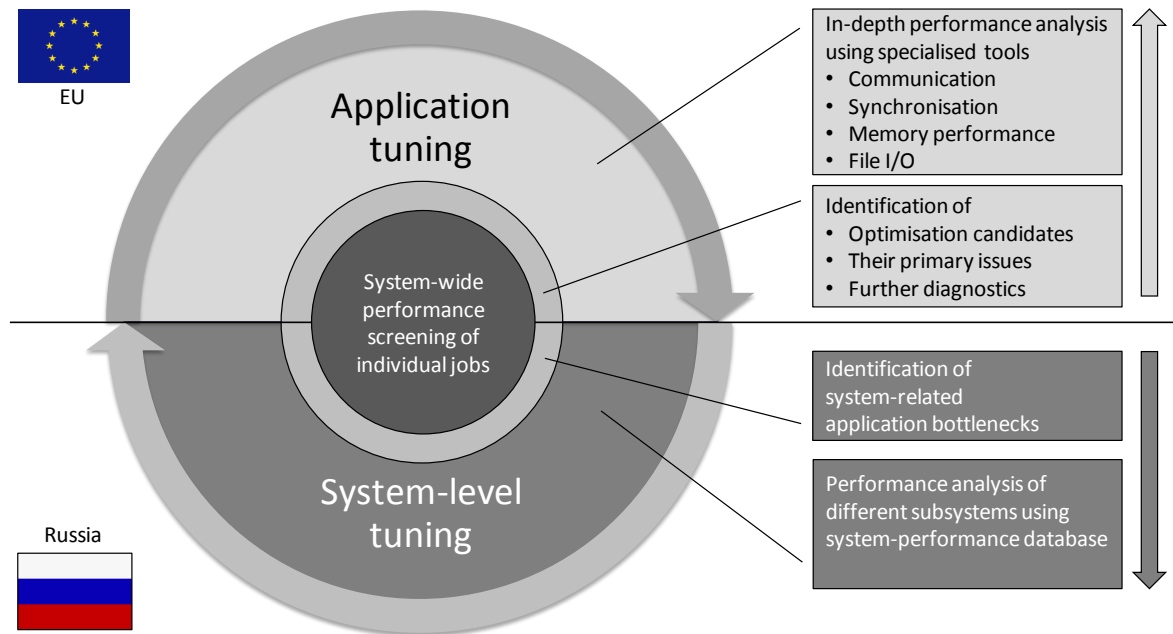 EU
Application
tuning
System-wide
performance
screening of
individual jobs
System-level
tuning
Russia
In-depth performance analysis
using specialised tools
• Communication
• Synchronisation
• Memory performance
• File I/O
Identification of
• Optimisation candidates
• Their primary issues
• Further diagnostics
Identification of
system-related
application bottlenecks
Performance analysis of
different subsystems using
system-performance database